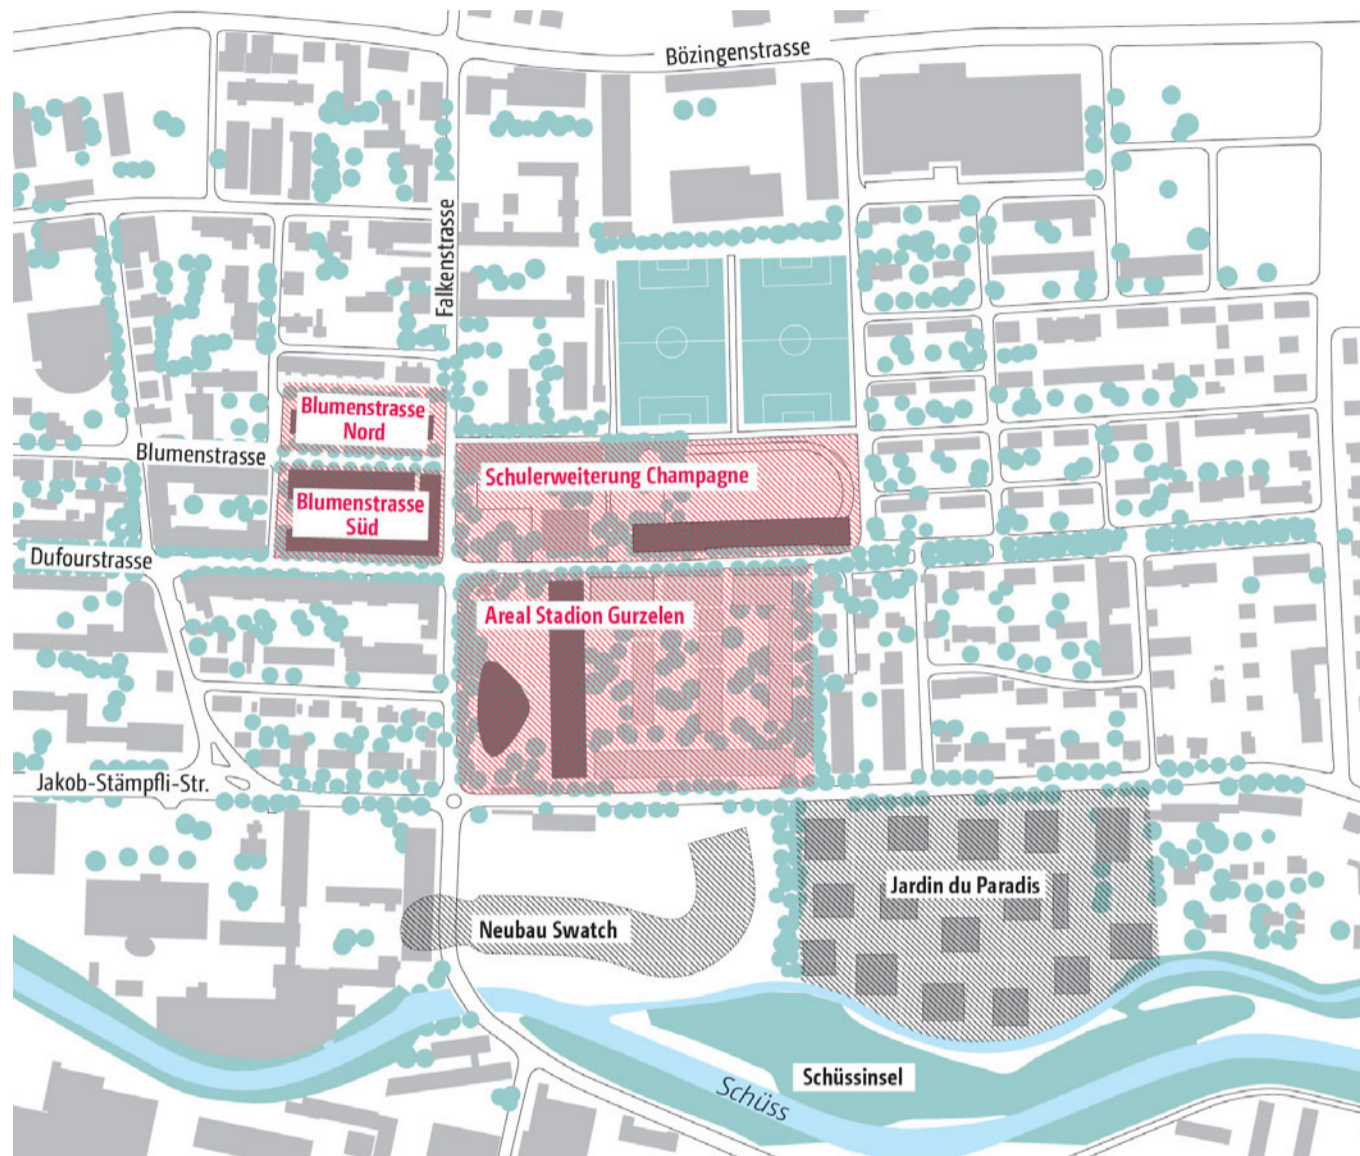 Bözingenstrasse
Falkenstrasse
Blumenstrasse
Nord
Blumenstrasse
Schulerweiterung Champagne
Blumenstrasse
Süd
Dufourstrasse
Areal Stadion Gurzelen
Jakob-Stämpfli-Str.
Jardin du Paradis
Neubau Swatch
Schüssinsel
Schüss